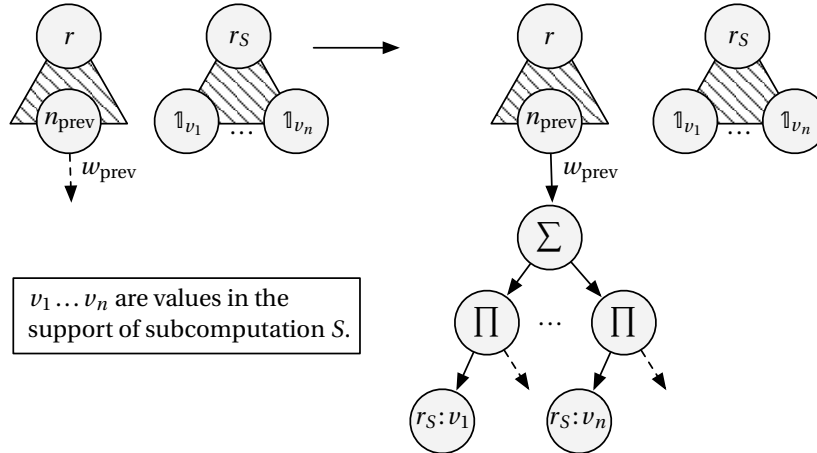 r r_S r r_S
n_prev 𝟙_{v_1} ... 𝟙_{v_n} n_prev 𝟙_{v_1} ... 𝟙_{v_n}
w_prev w_prev
∑
v_1 … v_n are values in the
support of subcomputation S.
∏ ... ∏
r_S:v_1 r_S:v_n